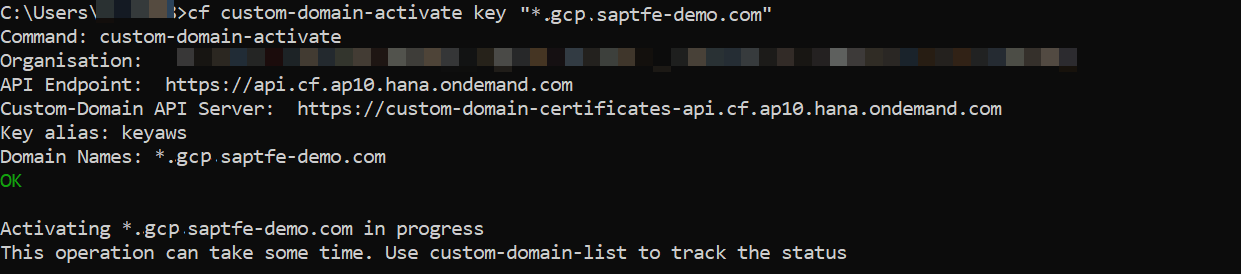 C:\Users\ >cf custom-domain-activate key "*.gcp.saptfe-demo.com"
Command: custom-domain-activate
Organisation:
API Endpoint:  https://api.cf.ap10.hana.ondemand.com
Custom-Domain API Server:  https://custom-domain-certificates-api.cf.ap10.hana.ondemand.com
Key alias: keyaws
Domain Names: *.gcp.saptfe-demo.com
OK
Activating *.gcp.saptfe-demo.com in progress
This operation can take some time. Use custom-domain-list to track the status